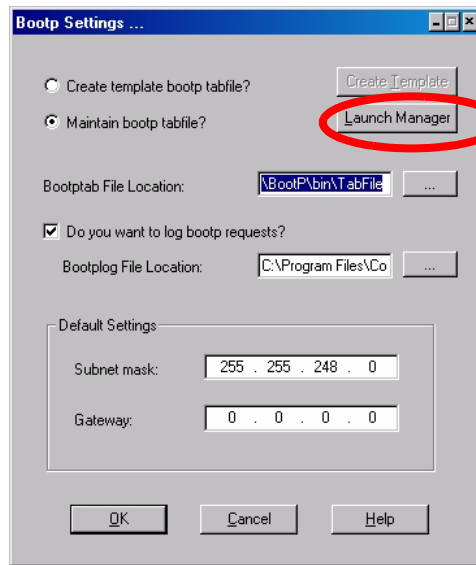 Bootp Settings ...
Create template bootp tabfile?
Create Template
Maintain bootp tabfile?
Launch Manager
Bootptab File Location:
\BootP\bin\TabFile
...
Do you want to log bootp requests?
Bootplog File Location:
C:\Program Files\Co
...
Default Settings
Subnet mask:
255 . 255 . 248 . 0
Gateway:
0 . 0 . 0 . 0
OK
Cancel
Help